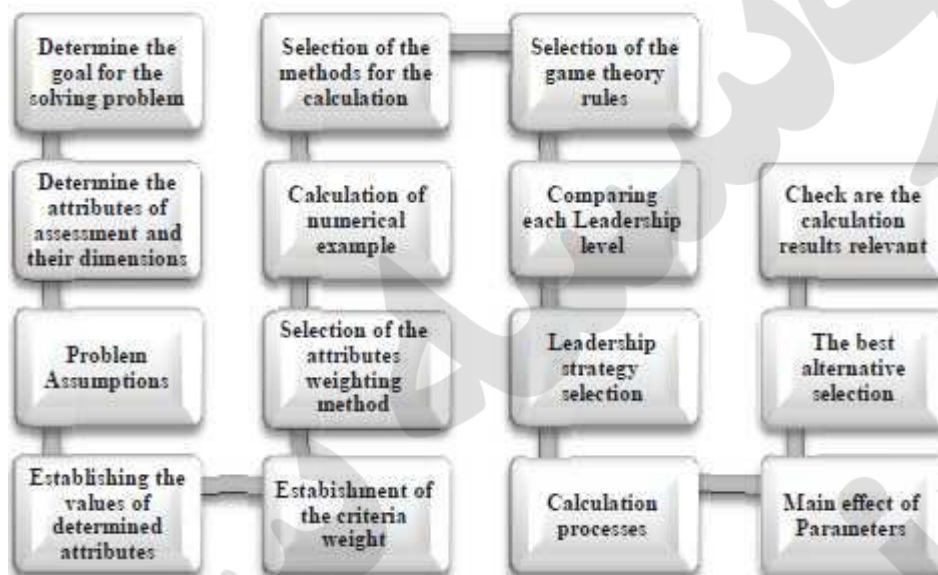 Determine the
goal for the
solving problem
Determine the
attributes of
assessment and
their dimensions
Problem
Assumptions
Establishing the
values of
determined
attributes
Estabishment of
the criteria
weight
Selection of the
attributes
weighting
method
Calculation of
numerical
example
Selection of the
methods for the
calculation
Selection of the
game theory
rules
Comparing
each Leadership
level
Leadership
strategy
selection
Calculation
processes
Main effect of
Parameters
The best
alternative
selection
Check are the
calculation
results relevant